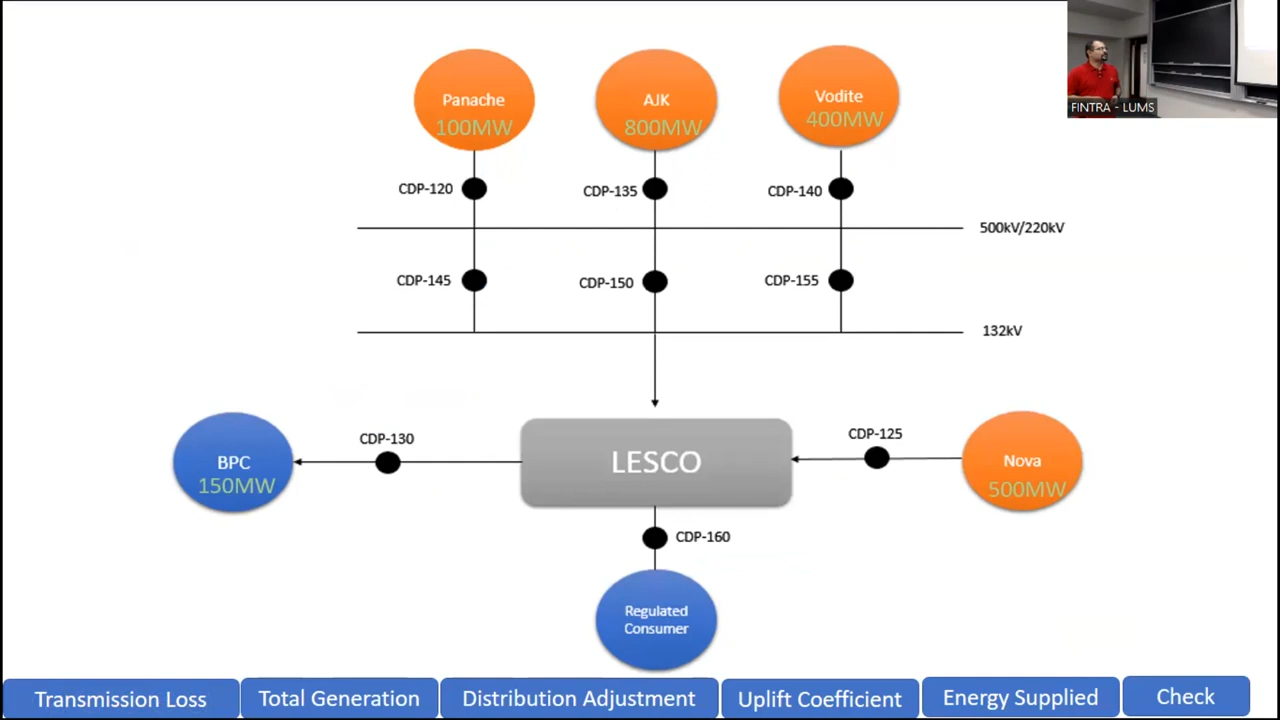 FINTRA - LUMS
Panache
100MW
AJK
800MW
Vodite
400MW
CDP-120
CDP-135
CDP-140
500kV/220kV
CDP-145
CDP-150
CDP-155
132kV
BPC
150MW
CDP-130
LESCO
CDP-125
Nova
500MW
CDP-160
Regulated
Consumer
Transmission Loss
Total Generation
Distribution Adjustment
Uplift Coefficient
Energy Supplied
Check